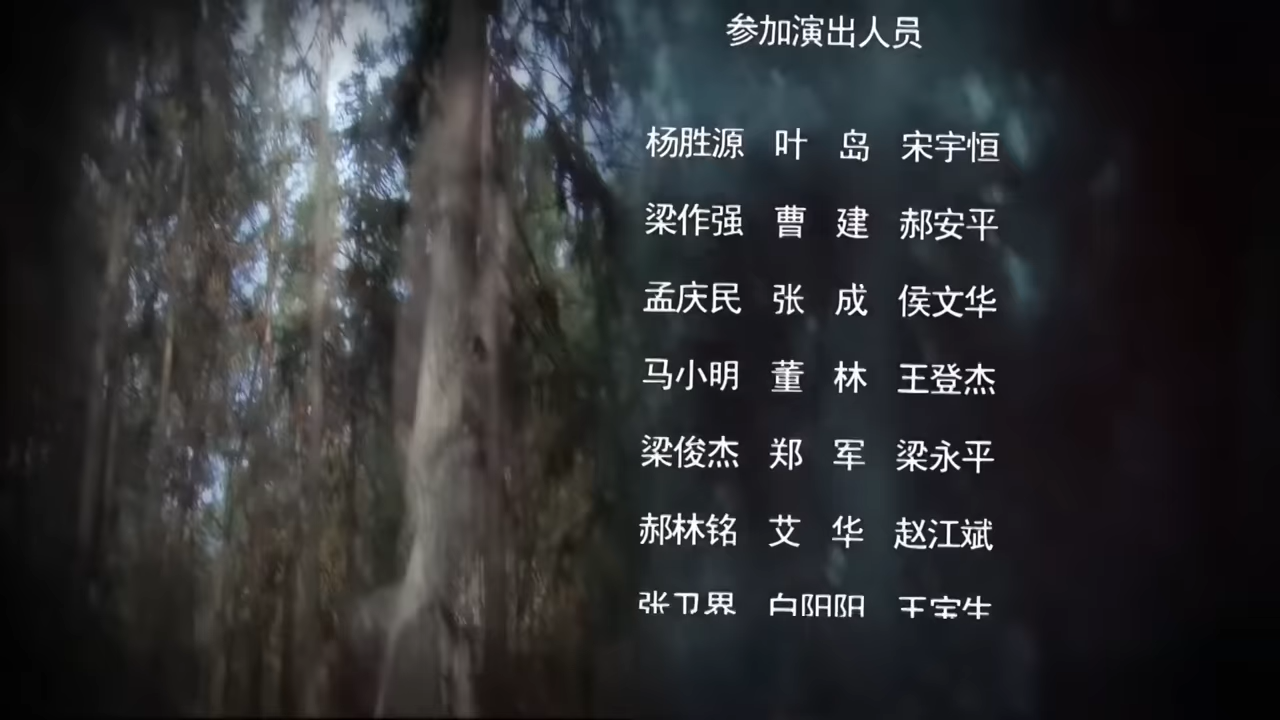 参加演出人员
杨胜源 叶 岛 宋宇恒
梁作强 曹 建 郝安平
孟庆民 张 成 侯文华
马小明 董 林 王登杰
梁俊杰 郑 军 梁永平
郝林铭 艾 华 赵江斌